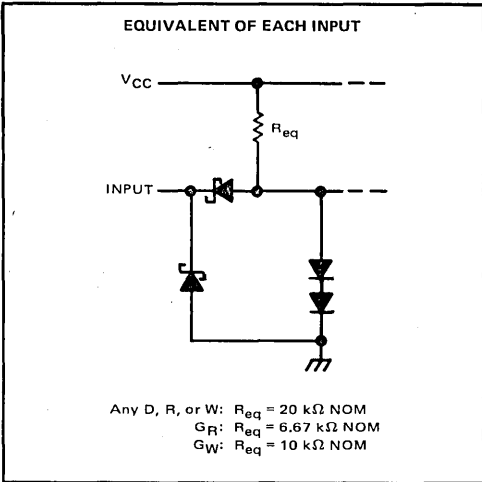 EQUIVALENT OF EACH INPUT
VCC
Req
INPUT
Any D, R, or W: Req = 20 kΩ NOM
GR: Req = 6.67 kΩ NOM
GW: Req = 10 kΩ NOM